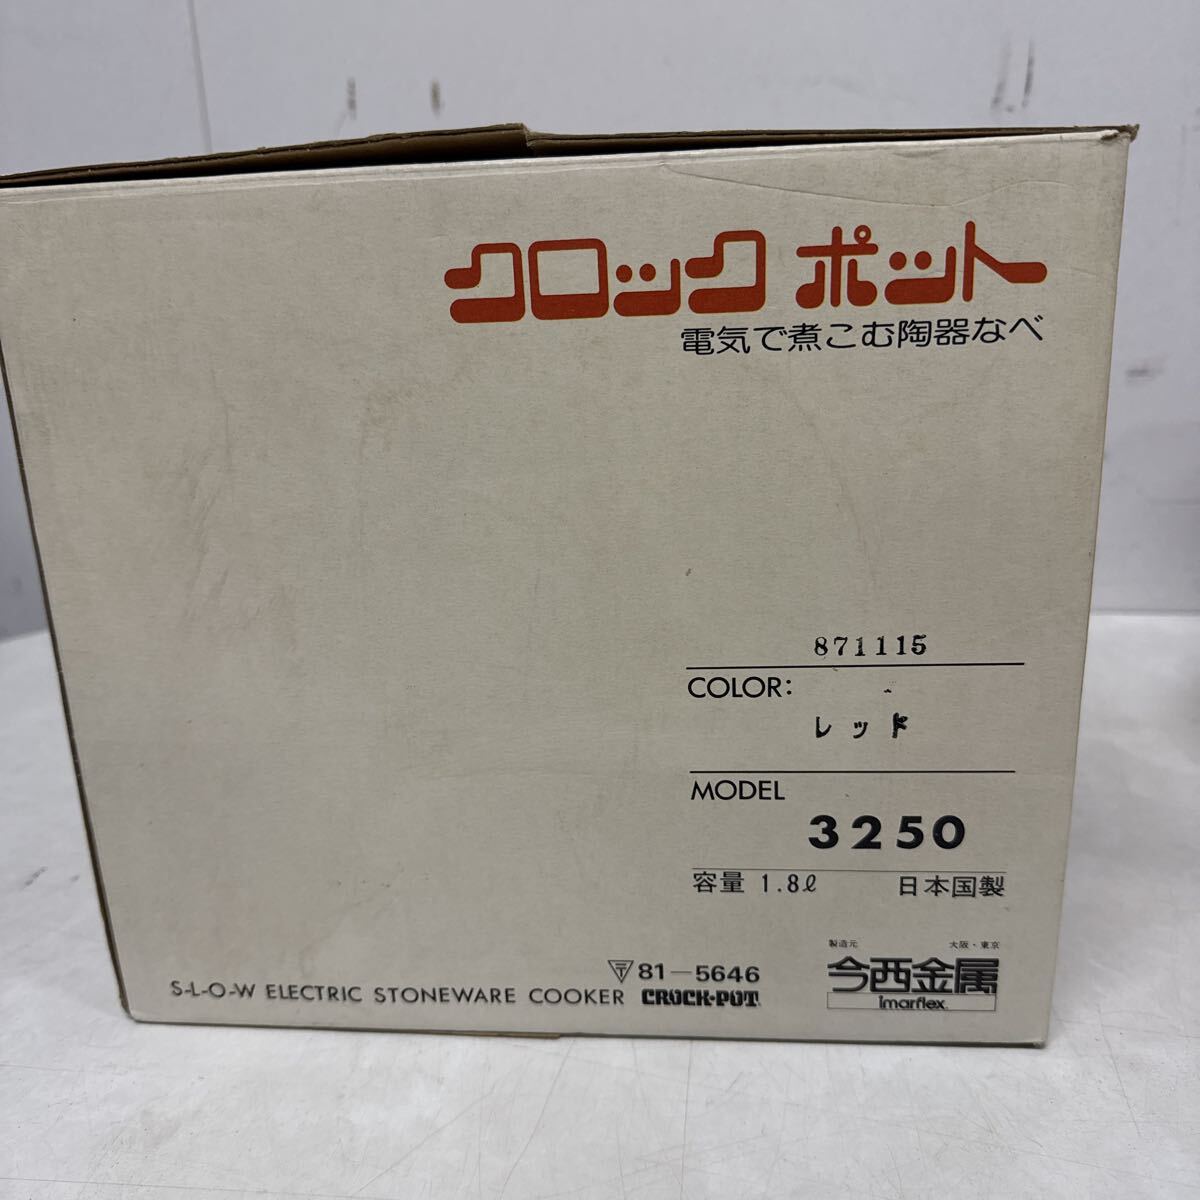 クロック ポット
電気で煮こむ陶器なべ
871115
COLOR:
レッド
MODEL
3250
容量 1.8ℓ 日本国製
製造元 大阪・東京
今西金属
imarflex
〒81-5646
S-L-O-W ELECTRIC STONEWARE COOKER CROCK・POT